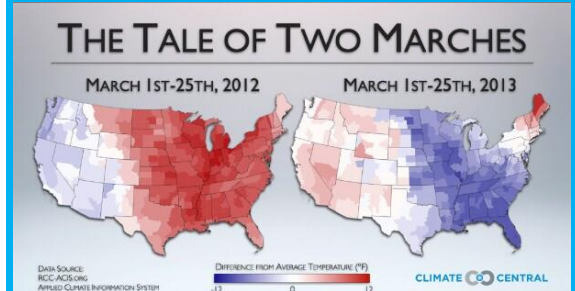 THE TALE OF TWO MARCHES
MARCH 1ST-25TH, 2012
MARCH 1ST-25TH, 2013
DATA SOURCE:
RCC-ACIS.ORG
APPLIED CLIMATE INFORMATION SYSTEM
DIFFERENCE FROM AVERAGE TEMPERATURE (°F)
-12 0 12
CLIMATE CENTRAL